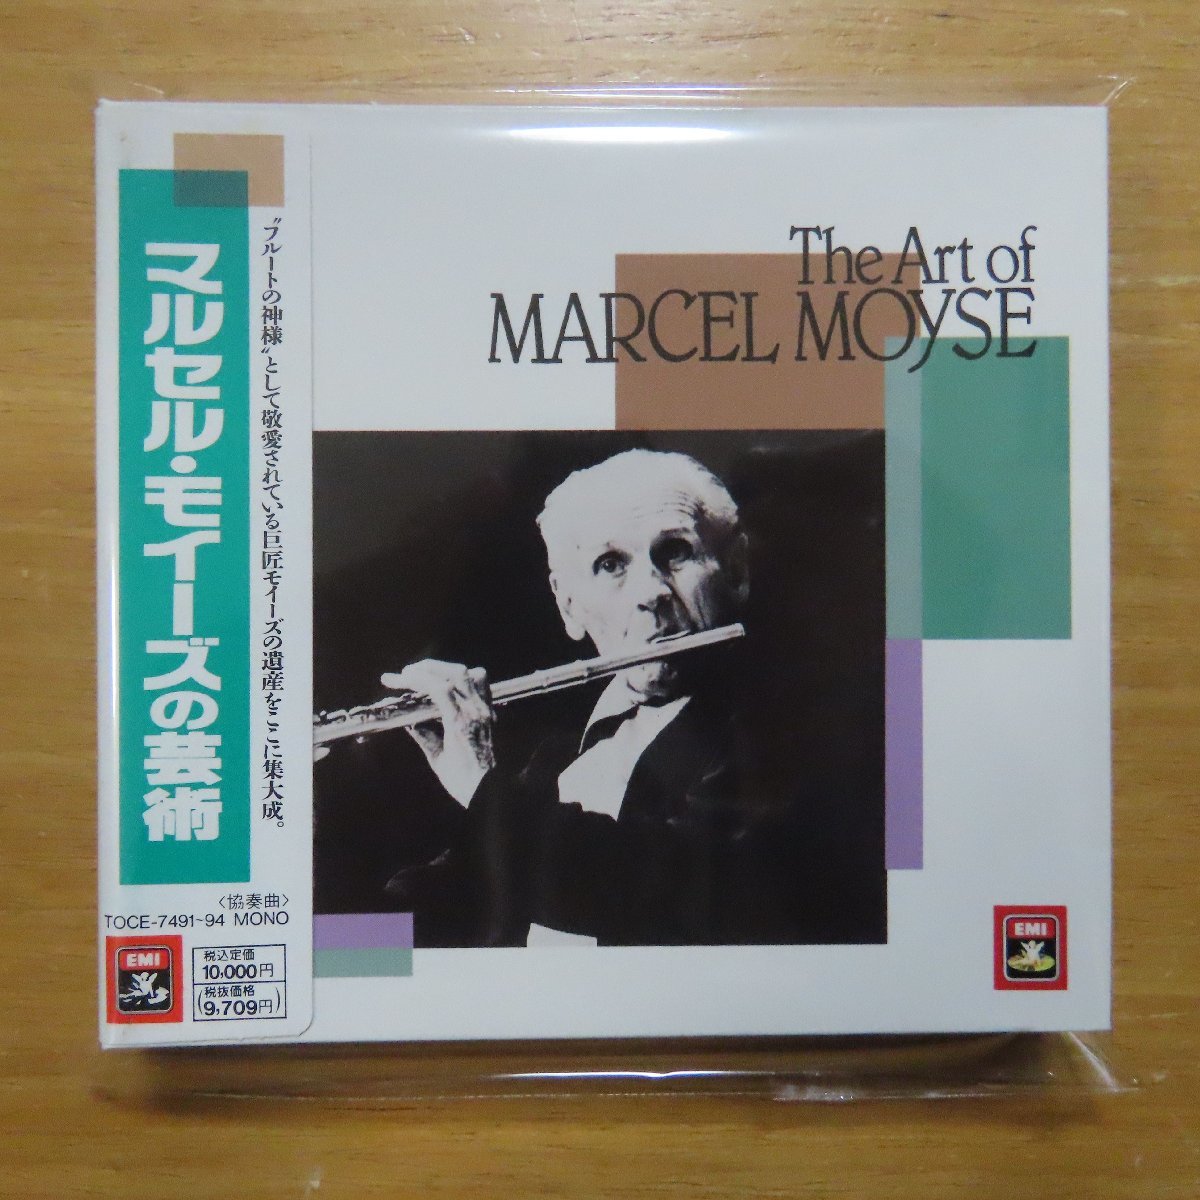 マルセル・モイーズの芸術
“フルートの神様”として敬愛されている巨匠モイーズの遺産をここに集大成。
〈協奏曲〉
TOCE-7491~94 MONO
EMI
税込定価
10,000円
(税抜価格
9,709円)
The Art of
MARCEL MOYSE
EMI